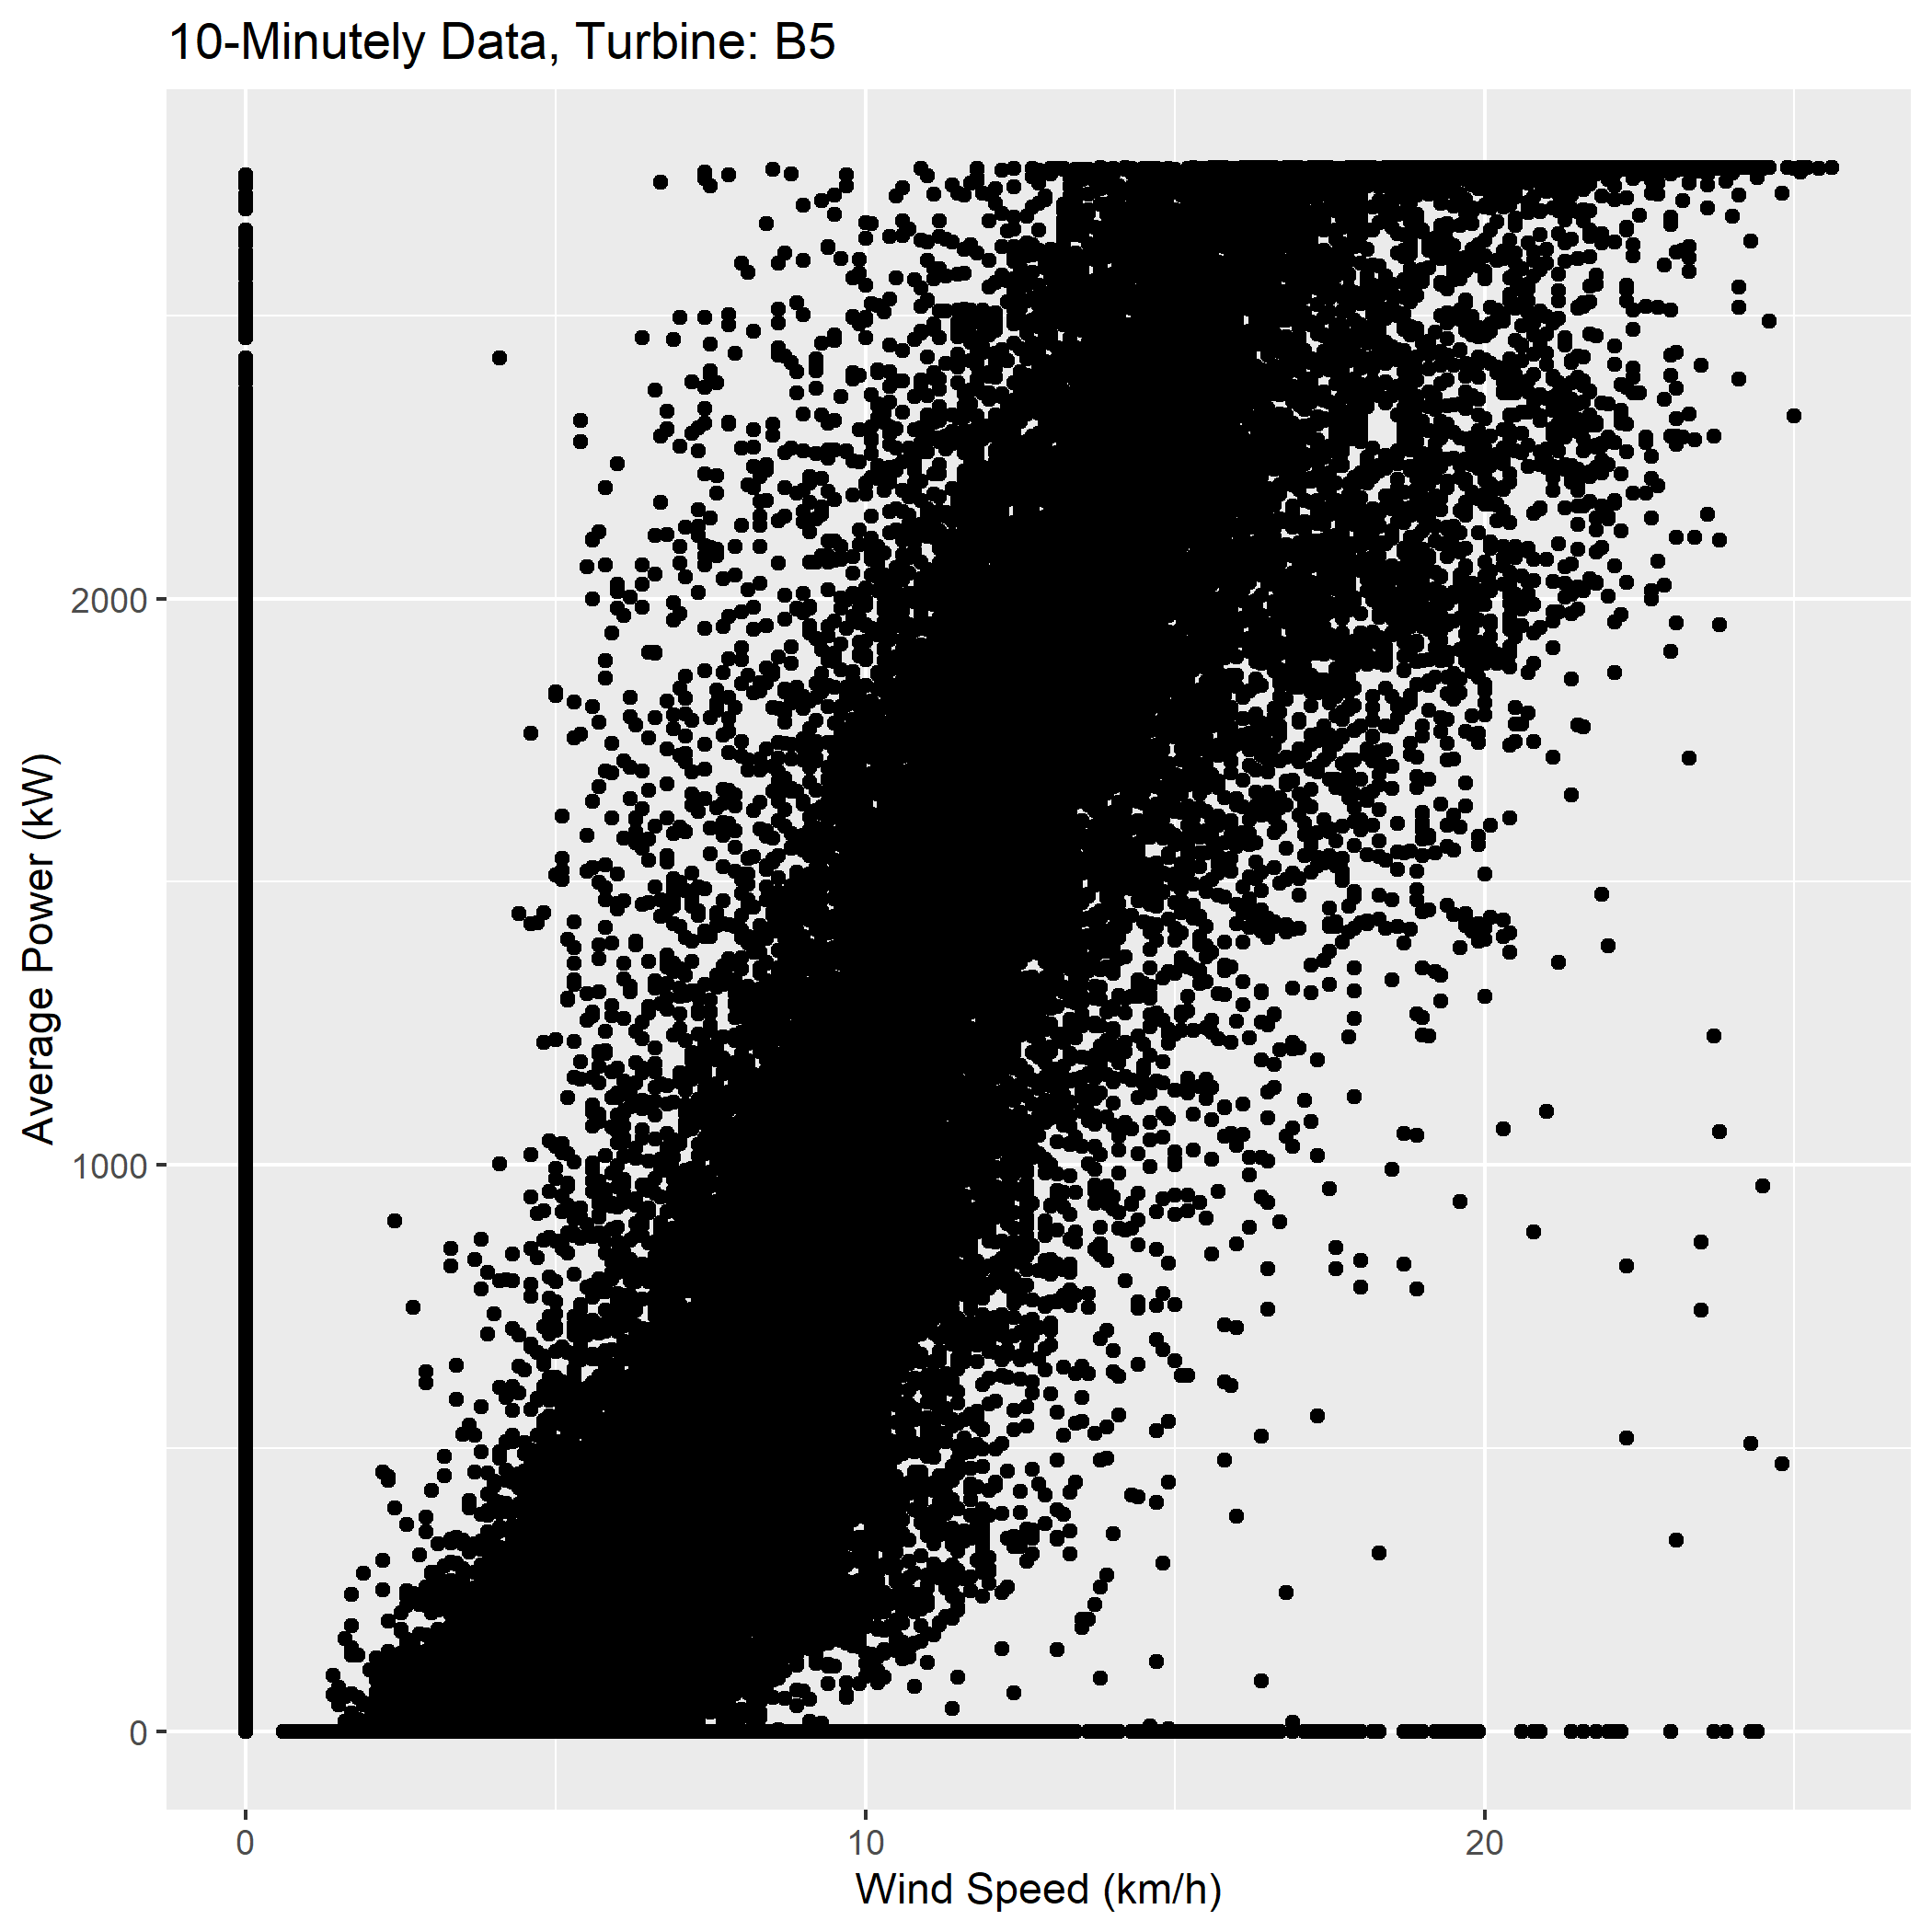 10-Minutely Data, Turbine: B5
Average Power (kW)
2000
1000
0
0 10 20
Wind Speed (km/h)